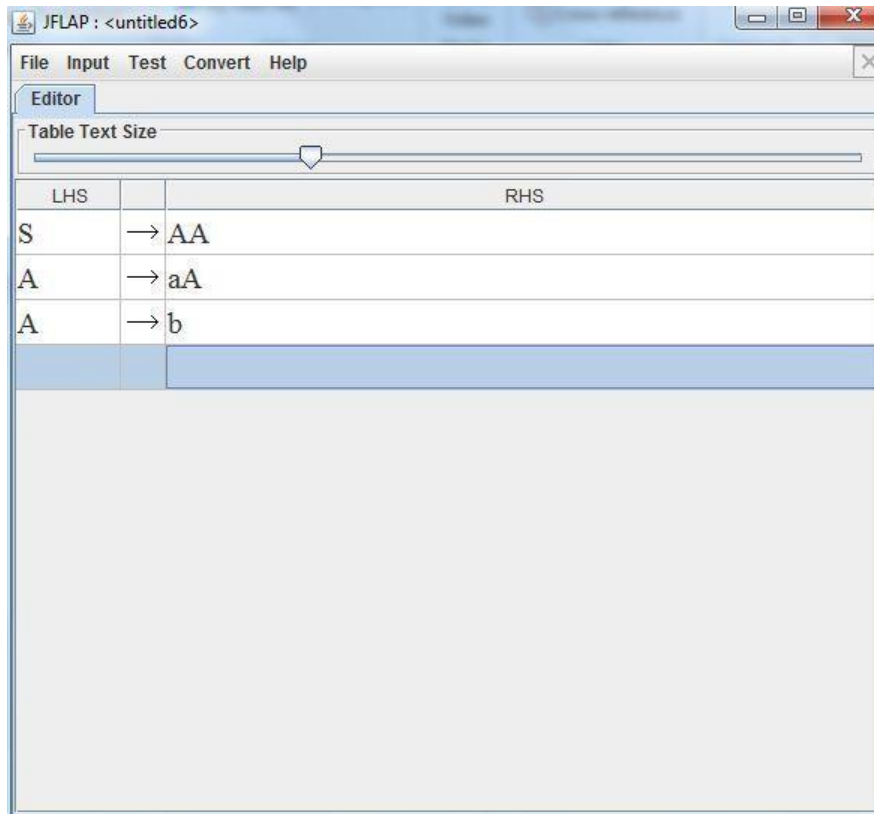 JFLAP : <untitled6>
File Input Test Convert Help
Editor
Table Text Size
LHS RHS
S → AA
A → aA
A → b